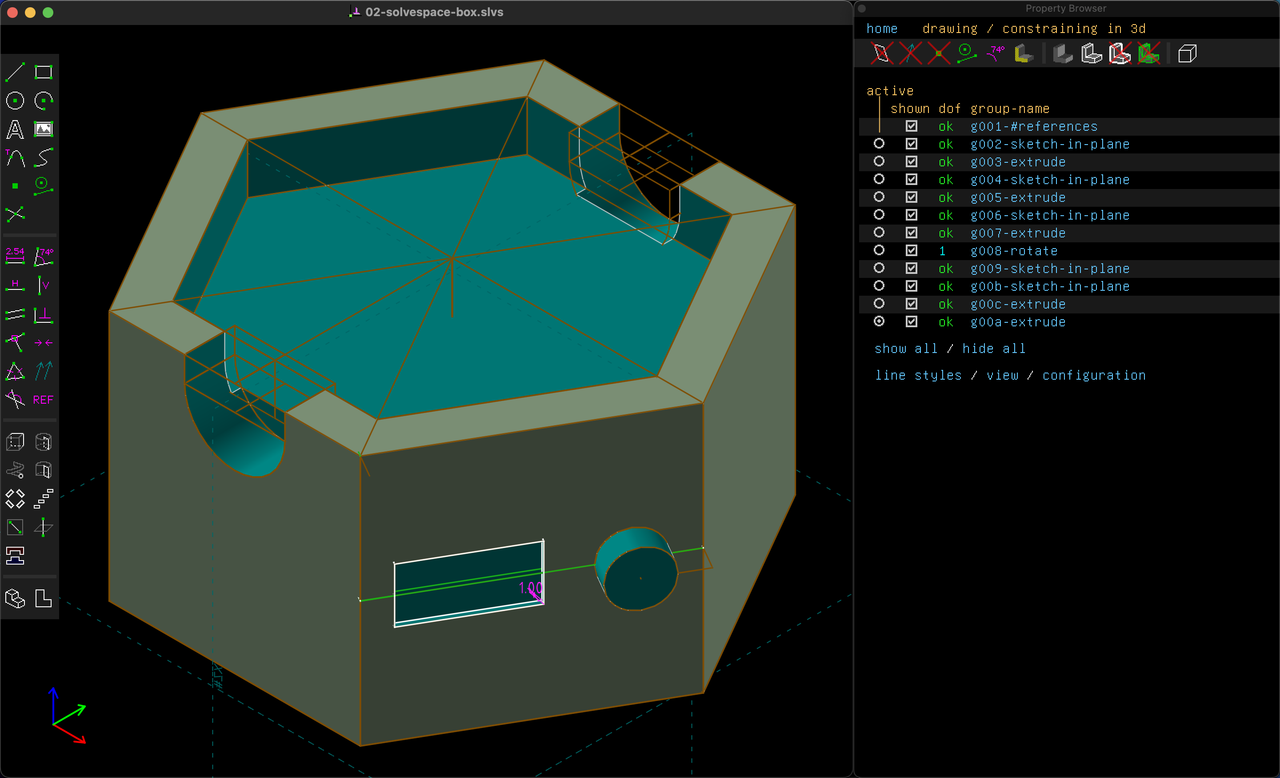 02-solvespace-box.slvs
Property Browser
home drawing / constraining in 3d
74°
active
shown dof group-name
ok g001-#references
ok g002-sketch-in-plane
ok g003-extrude
ok g004-sketch-in-plane
ok g005-extrude
ok g006-sketch-in-plane
ok g007-extrude
1 g008-rotate
ok g009-sketch-in-plane
ok g00b-sketch-in-plane
ok g00c-extrude
ok g00a-extrude
show all / hide all
line styles / view / configuration
A
T
2.54 74°
H V
REF
1.00